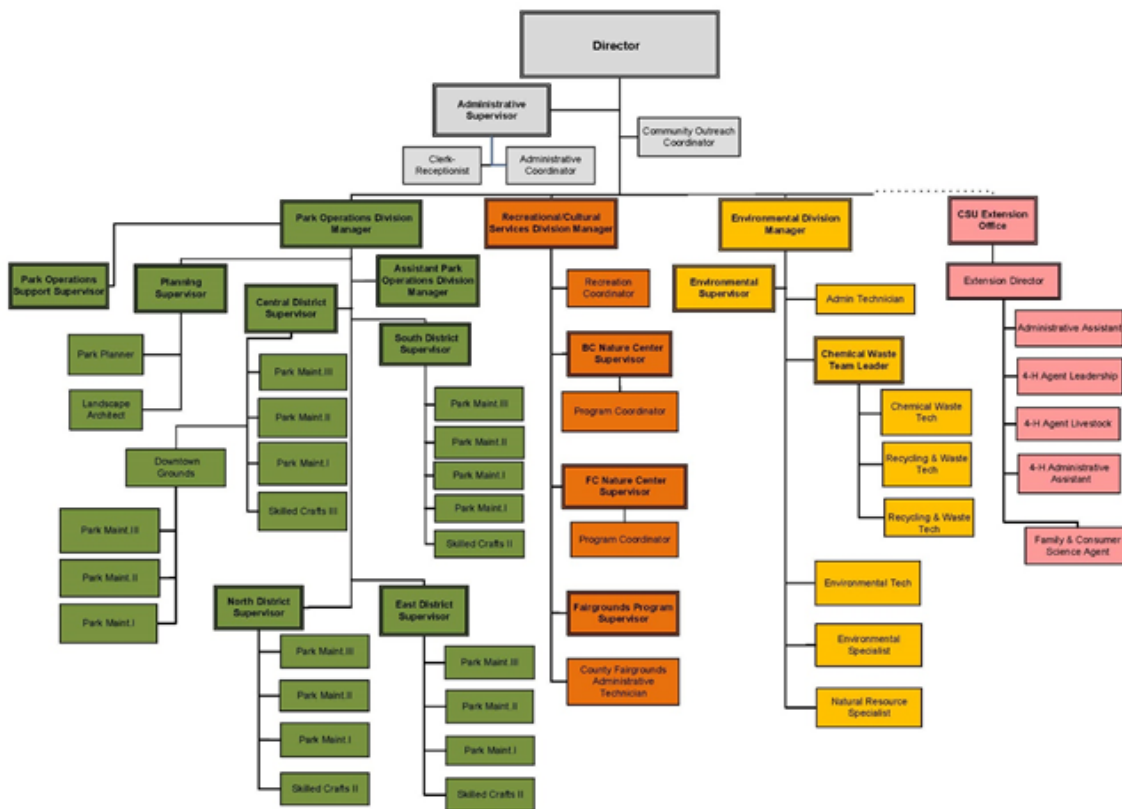 Director
Administrative
Supervisor
Community Outreach
Coordinator
Clerk-
Receptionist
Administrative
Coordinator
Park Operations Division
Manager
Recreational/Cultural
Services Division Manager
Environmental Division
Manager
CSU Extension
Office
Park Operations
Support Supervisor
Planning
Supervisor
Assistant Park
Operations Division
Manager
Central District
Supervisor
South District
Supervisor
Park Planner
Landscape
Architect
Downtown
Grounds
Park Maint.III
Park Maint.II
Park Maint.I
Park Maint.III
Park Maint.II
Park Maint.I
Skilled Crafts III
Park Maint.III
Park Maint.II
Park Maint.I
Park Maint.I
Skilled Crafts II
North District
Supervisor
Park Maint.III
Park Maint.II
Park Maint.I
Skilled Crafts II
East District
Supervisor
Park Maint.III
Park Maint.II
Park Maint.I
Skilled Crafts II
Recreation
Coordinator
BC Nature Center
Supervisor
Program Coordinator
FC Nature Center
Supervisor
Program Coordinator
Fairgrounds Program
Supervisor
County Fairgrounds
Administrative
Technician
Environmental
Supervisor
Admin Technician
Chemical Waste
Team Leader
Chemical Waste
Tech
Recycling & Waste
Tech
Recycling & Waste
Tech
Environmental Tech
Environmental
Specialist
Natural Resource
Specialist
Extension Director
Administrative Assistant
4-H Agent Leadership
4-H Agent Livestock
4-H Administrative
Assistant
Family & Consumer
Science Agent